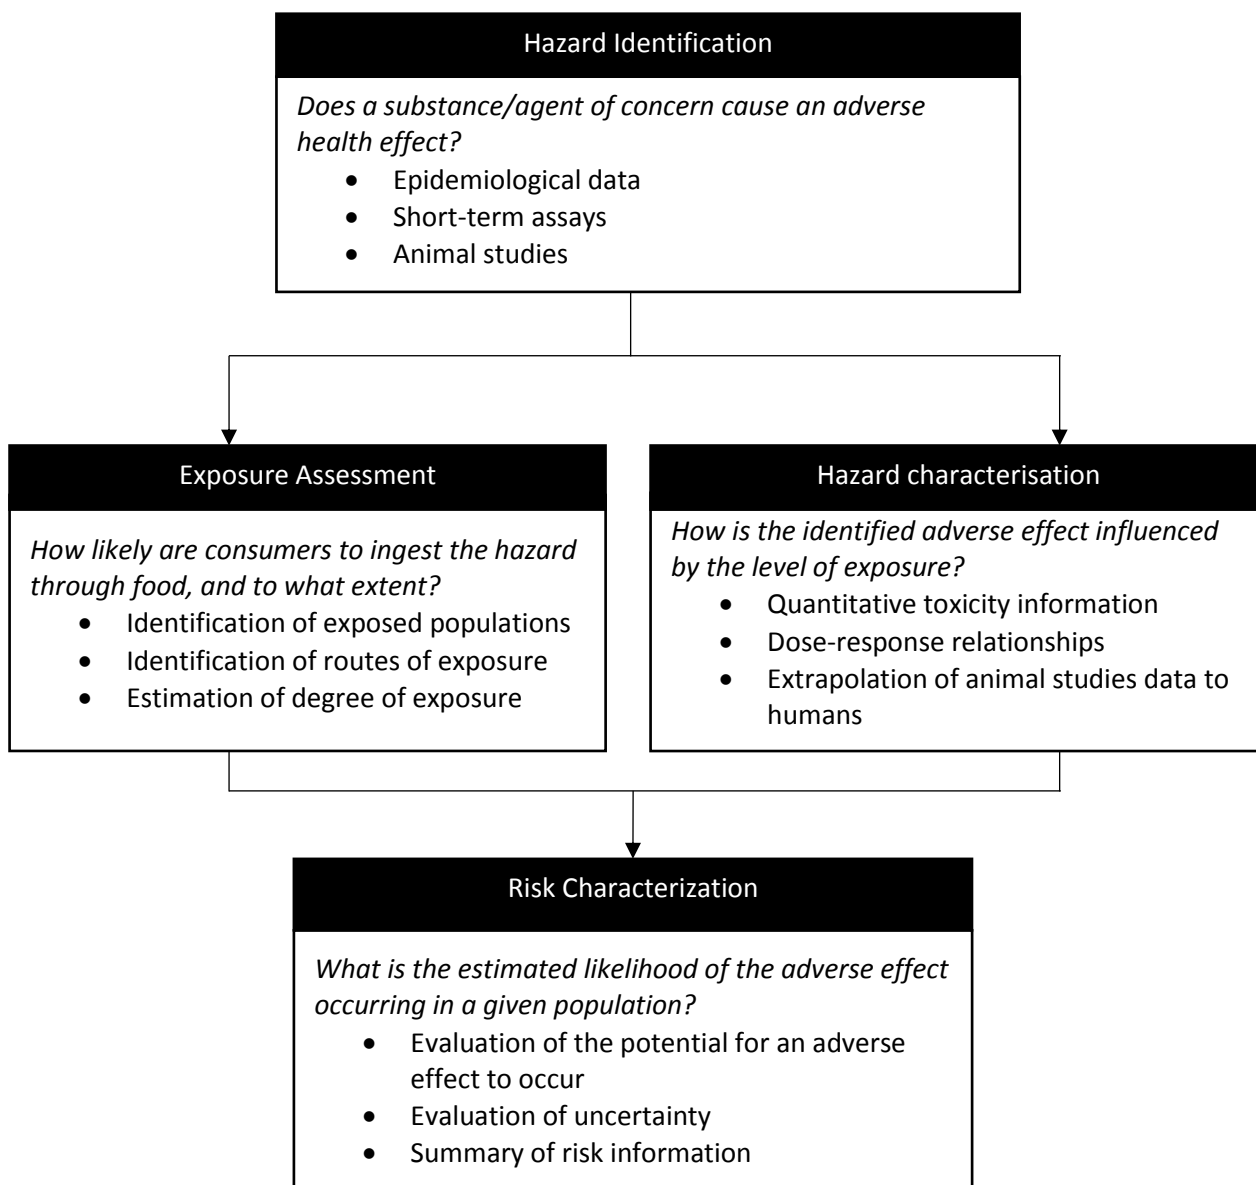 Hazard Identification
Does a substance/agent of concern cause an adverse
health effect?
• Epidemiological data
• Short-term assays
• Animal studies
Exposure Assessment
How likely are consumers to ingest the hazard
through food, and to what extent?
• Identification of exposed populations
• Identification of routes of exposure
• Estimation of degree of exposure
Hazard characterisation
How is the identified adverse effect influenced
by the level of exposure?
• Quantitative toxicity information
• Dose-response relationships
• Extrapolation of animal studies data to
humans
Risk Characterization
What is the estimated likelihood of the adverse effect
occurring in a given population?
• Evaluation of the potential for an adverse
effect to occur
• Evaluation of uncertainty
• Summary of risk information